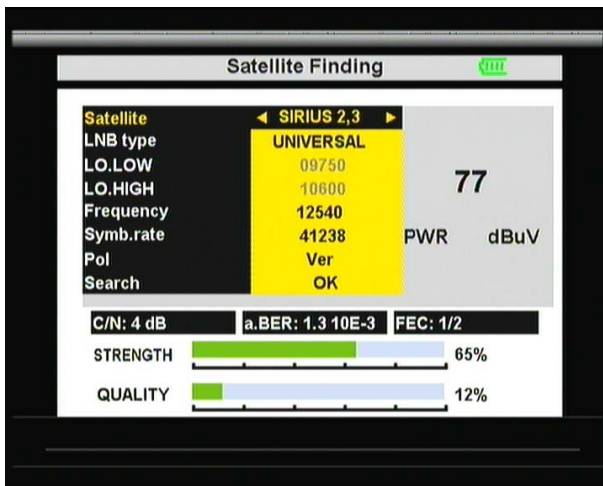 Satellite Finding
Satellite SIRIUS 2,3
LNB type UNIVERSAL
LO.LOW 09750
LO.HIGH 10600
77
Frequency 12540
Symb.rate 41238 PWR dBuV
Pol Ver
Search OK
C/N: 4 dB a.BER: 1.3 10E-3 FEC: 1/2
STRENGTH 65%
QUALITY 12%